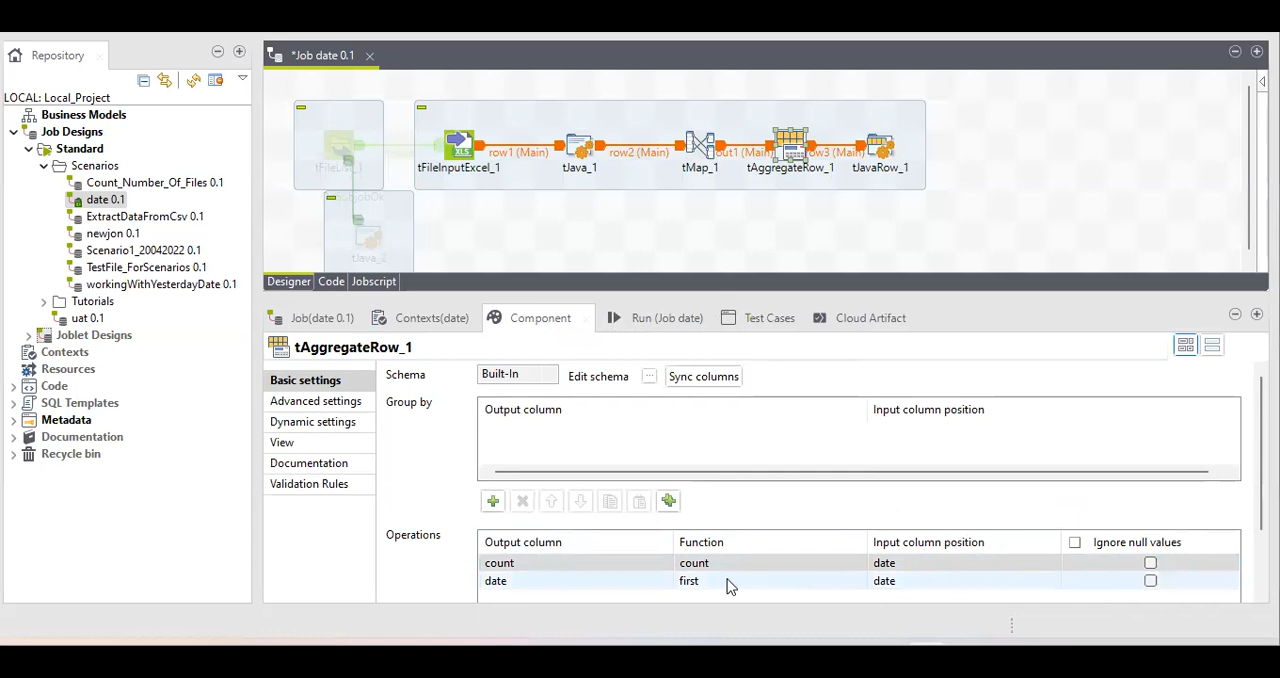 Repository
LOCAL: Local_Project
Business Models
Job Designs
Standard
Scenarios
Count_Number_Of_Files 0.1
date 0.1
ExtractDataFromCsv 0.1
newjon 0.1
Scenario1_20042022 0.1
TestFile_ForScenarios 0.1
workingWithYesterdayDate 0.1
Tutorials
uat 0.1
Joblet Designs
Contexts
Resources
Code
SQL Templates
Metadata
Documentation
Recycle bin
*Job date 0.1
row1 (Main)
row2 (Main)
out1 (Main)
row3 (Main)
tFileList_1
tFileInputExcel_1
tJava_1
tMap_1
tAggregateRow_1
tJavaRow_1
tJava_2
Designer
Code
Jobscript
Job(date 0.1)
Contexts(date)
Component
Run (Job date)
Test Cases
Cloud Artifact
tAggregateRow_1
Basic settings
Advanced settings
Dynamic settings
View
Documentation
Validation Rules
Schema
Built-In
Edit schema
Sync columns
Group by
Output column
Input column position
Operations
Output column
Function
Input column position
Ignore null values
count
count
date
date
first
date